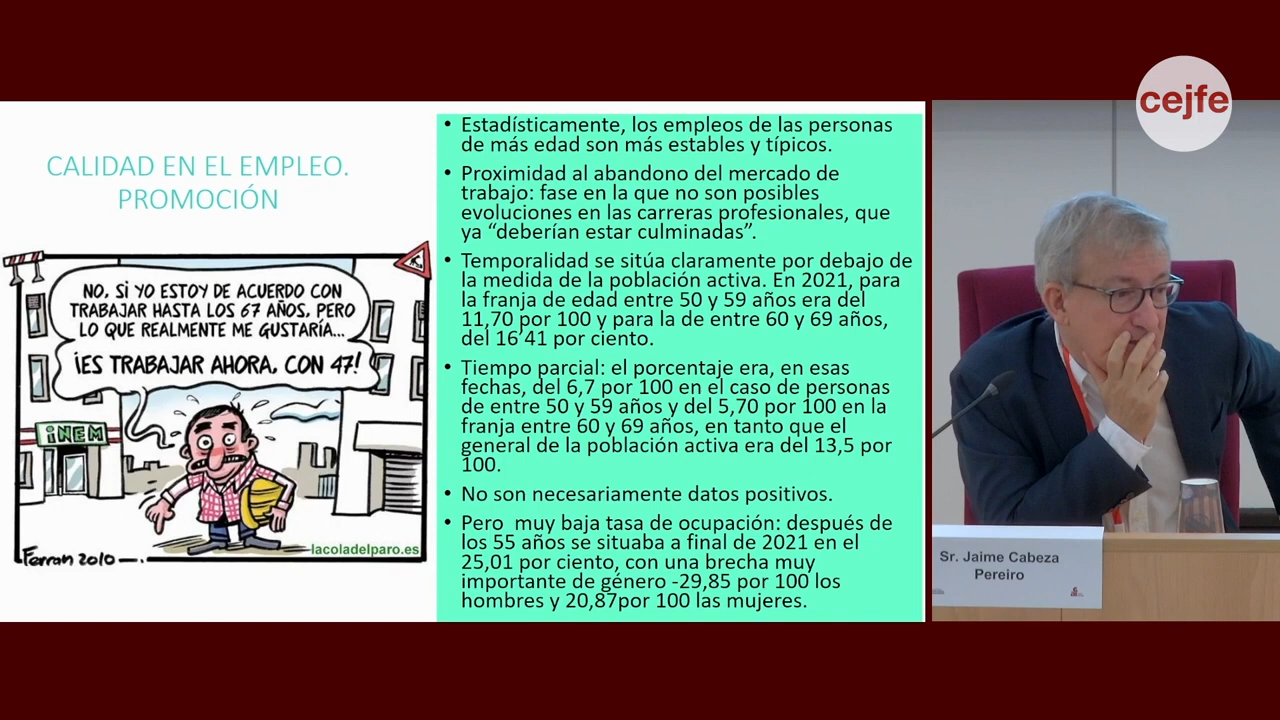 cejfe
CALIDAD EN EL EMPLEO.
PROMOCIÓN
NO, SI YO ESTOY DE ACUERDO CON
TRABAJAR HASTA LOS 67 AÑOS, PERO
LO QUE REALMENTE ME GUSTARÍA...
¡ES TRABAJAR AHORA, CON 47!
iNEM
Ferran 2010
lacoladelparo.es
• Estadísticamente, los empleos de las personas
de más edad son más estables y típicos.
• Proximidad al abandono del mercado de
trabajo: fase en la que no son posibles
evoluciones en las carreras profesionales, que
ya “deberían estar culminadas”.
• Temporalidad se sitúa claramente por debajo de
la medida de la población activa. En 2021, para
la franja de edad entre 50 y 59 años era del
11,70 por 100 y para la de entre 60 y 69 años,
del 16’41 por ciento.
• Tiempo parcial: el porcentaje era, en esas
fechas, del 6,7 por 100 en el caso de personas
de entre 50 y 59 años y del 5,70 por 100 en la
franja entre 60 y 69 años, en tanto que el
general de la población activa era del 13,5 por
100.
• No son necesariamente datos positivos.
• Pero  muy baja tasa de ocupación: después de
los 55 años se situaba a final de 2021 en el
25,01 por ciento, con una brecha muy
importante de género -29,85 por 100 los
hombres y 20,87por 100 las mujeres.
Sr. Jaime Cabeza
Pereiro